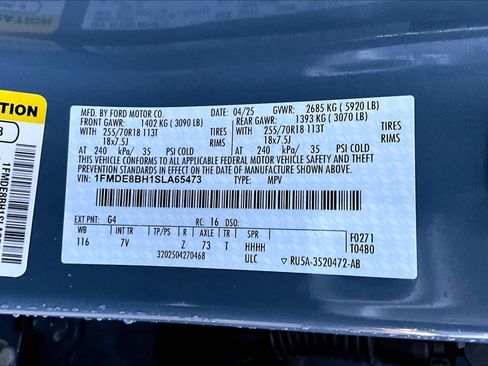 MFD. BY FORD MOTOR CO.
DATE: 04/25 GVWR: 2685 KG ( 5920 LB)
FRONT GAWR: 1402 KG ( 3090 LB) REAR GAWR: 1393 KG ( 3070 LB)
255/70R18 113T TIRES 255/70R18 113T TIRES
18x7.5J RIMS 18x7.5J RIMS
AT 240 kPa/ 35 PSI COLD AT 240 kPa/ 35 PSI COLD
THIS VEHICLE CONFORMS TO ALL APPLICABLE FEDERAL MOTOR VEHICLE SAFETY, BUMPER, AND THEFT
PREVENTION STANDARDS IN EFFECT ON THE DATE OF MANUFACTURE SHOWN ABOVE.
VIN: 1FMDE8BH1SLA65473 TYPE: MPV
EXT PNT: G4 RC: 16 DSO:
WB INT TR TP/PS R AXLE TR SPR
116 7V Z 73 T HHHH
F0271
T04B0
3202504270468 ULC
▽ RU5A-3520472-AB
TION
3